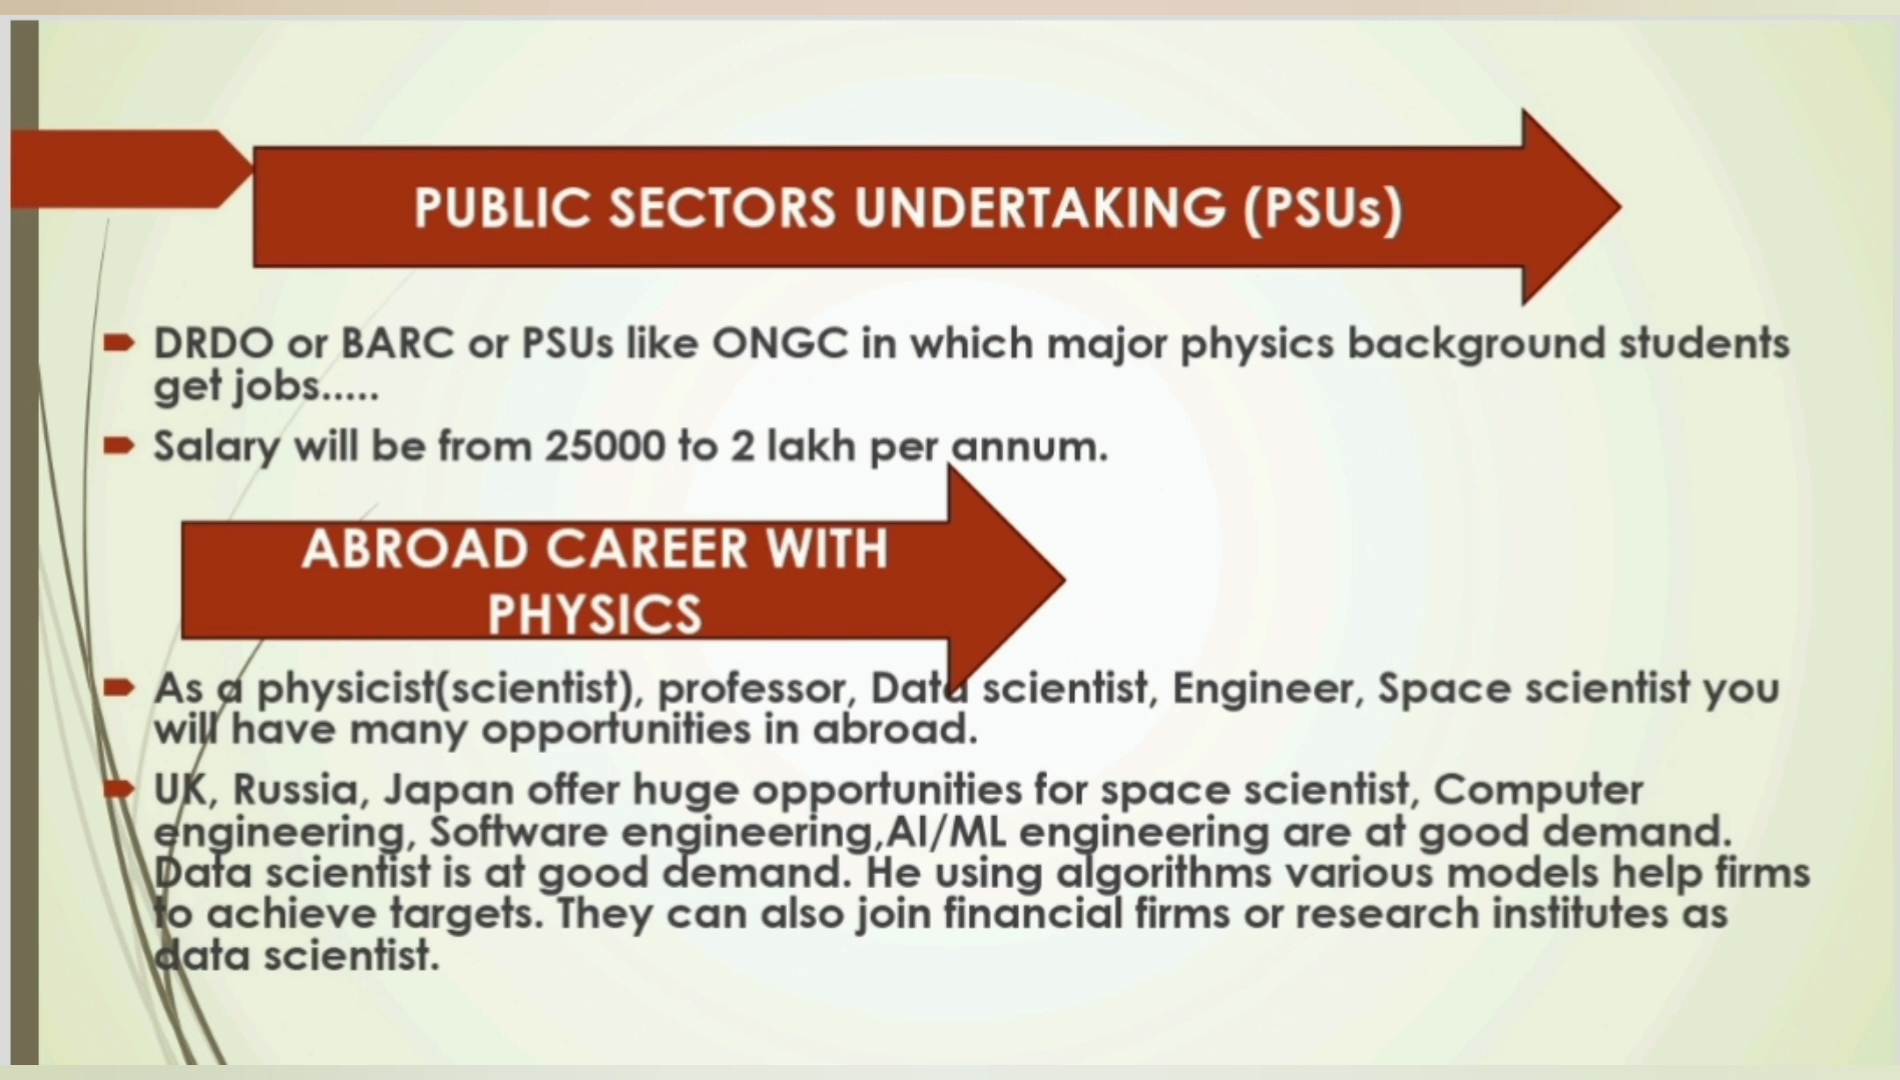 PUBLIC SECTORS UNDERTAKING (PSUs)
DRDO or BARC or PSUs like ONGC in which major physics background students
get jobs.....
Salary will be from 25000 to 2 lakh per annum.
ABROAD CAREER WITH
PHYSICS
As a physicist(scientist), professor, Data scientist, Engineer, Space scientist you
will have many opportunities in abroad.
UK, Russia, Japan offer huge opportunities for space scientist, Computer
engineering, Software engineering,AI/ML engineering are at good demand.
Data scientist is at good demand. He using algorithms various models help firms
to achieve targets. They can also join financial firms or research institutes as
data scientist.